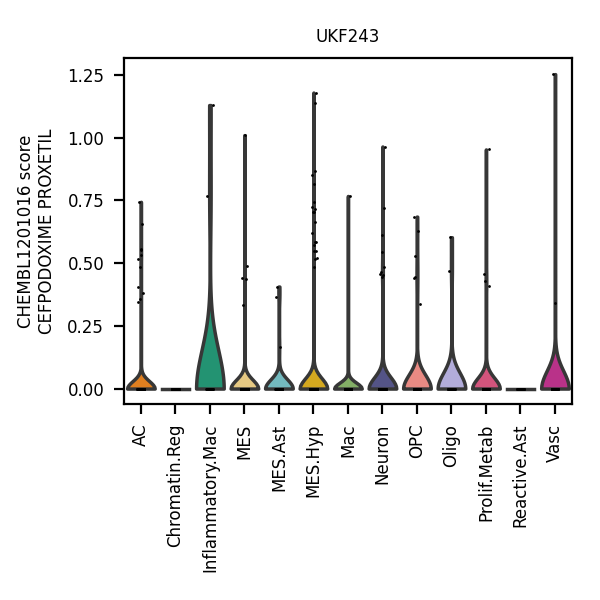 UKF243
CHEMBL1201016 score
CEFPODOXIME PROXETIL
1.25
1.00
0.75
0.50
0.25
0.00
AC
Chromatin.Reg
Inflammatory.Mac
MES
MES.Ast
MES.Hyp
Mac
Neuron
OPC
Oligo
Prolif.Metab
Reactive.Ast
Vasc